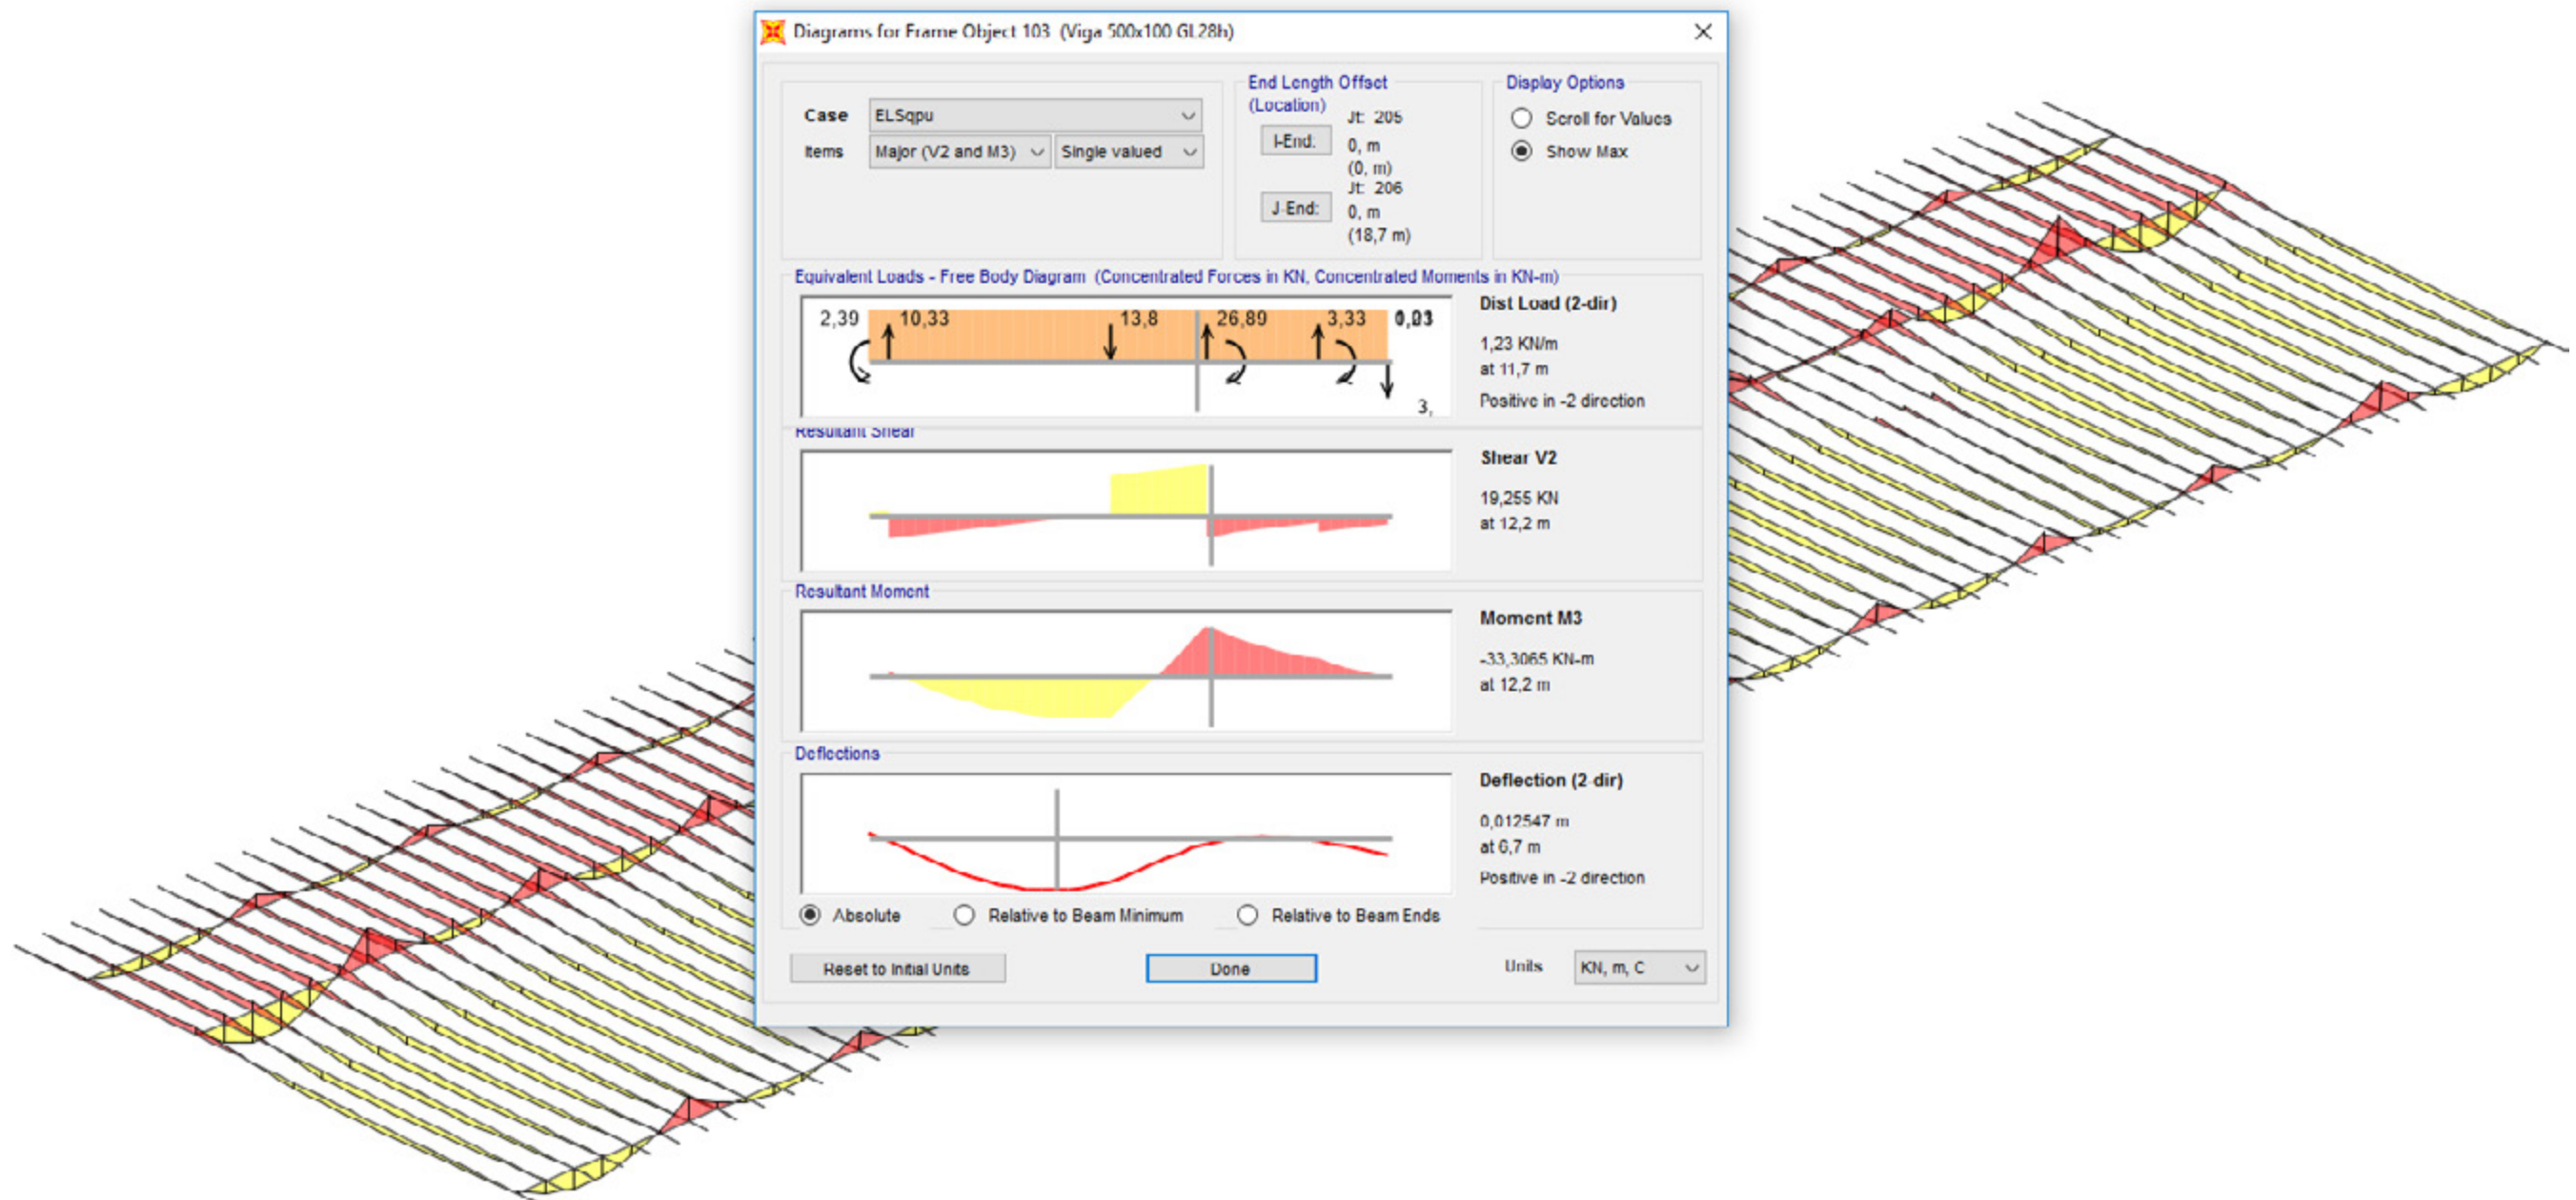 Diagrams for Frame Object 103 (Viga 500x100 GL28h)
Case ELSqpu
Items Major (V2 and M3) Single valued
End Length Offset
(Location)
Jt: 205
I-End:
0, m
(0, m)
Jt: 206
J-End:
0, m
(18,7 m)
Display Options
Scroll for Values
Show Max
Equivalent Loads - Free Body Diagram (Concentrated Forces in KN, Concentrated Moments in KN-m)
2,39 10,33 13,8 26,89 3,33
3,
Dist Load (2-dir)
1,23 KN/m
at 11,7 m
Positive in -2 direction
Resultant Shear
Shear V2
19,255 KN
at 12,2 m
Resultant Moment
Moment M3
-33,3065 KN-m
at 12,2 m
Deflections
Deflection (2-dir)
0,012547 m
at 6,7 m
Positive in -2 direction
Absolute Relative to Beam Minimum Relative to Beam Ends
Reset to Initial Units Done Units KN, m, C